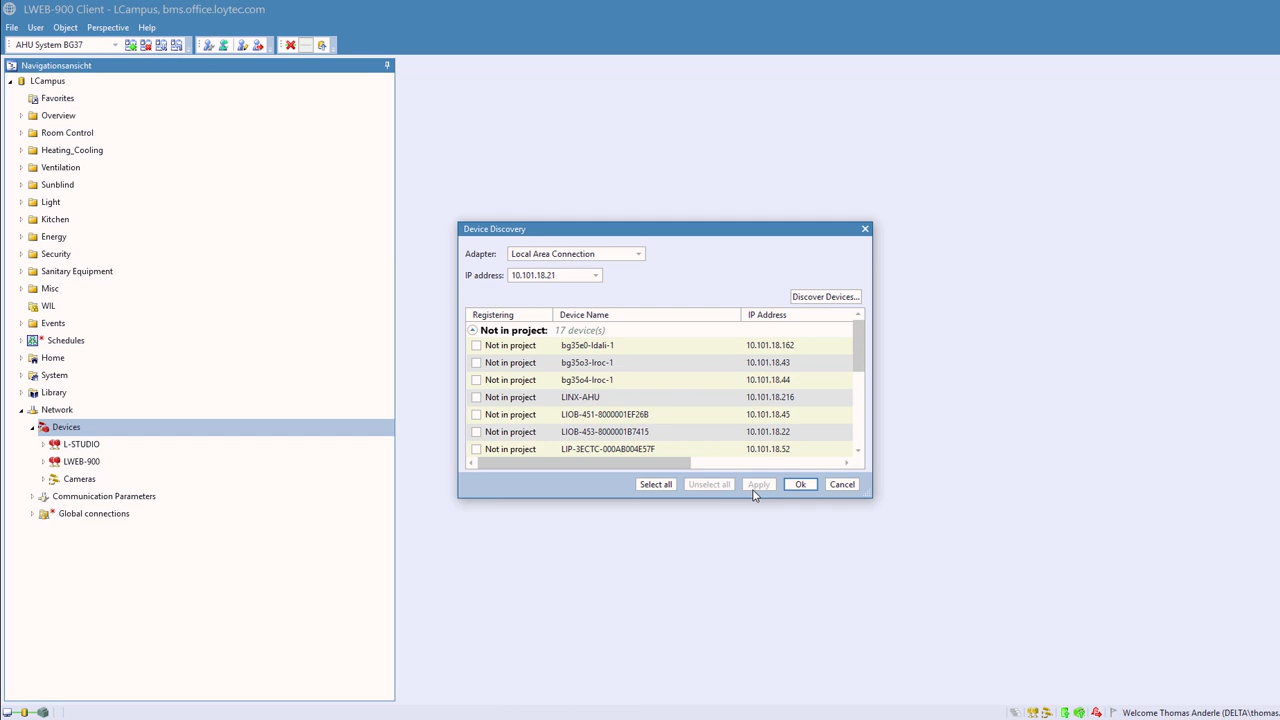 LWEB-900 Client - LCampus, bms.office.loytec.com
File User Object Perspective Help
AHU System BG37
Navigationsansicht
LCampus
Favorites
Overview
Room Control
Heating_Cooling
Ventilation
Sunblind
Light
Kitchen
Energy
Security
Sanitary Equipment
Misc
WIL
Events
* Schedules
Home
System
Library
Network
Devices
L-STUDIO
LWEB-900
Cameras
Communication Parameters
* Global connections
Device Discovery
Adapter: Local Area Connection
IP address: 10.101.18.21
Discover Devices...
Registering Device Name IP Address
Not in project: 17 device(s)
Not in project bg35e0-ldali-1 10.101.18.162
Not in project bg35o3-lroc-1 10.101.18.43
Not in project bg35o4-lroc-1 10.101.18.44
Not in project LINX-AHU 10.101.18.216
Not in project LIOB-451-8000001EF26B 10.101.18.45
Not in project LIOB-453-8000001B7415 10.101.18.22
Not in project LIP-3ECTC-000AB004E57F 10.101.18.52
Select all Unselect all Apply Ok Cancel
Welcome Thomas Anderle (DELTA\thomas.